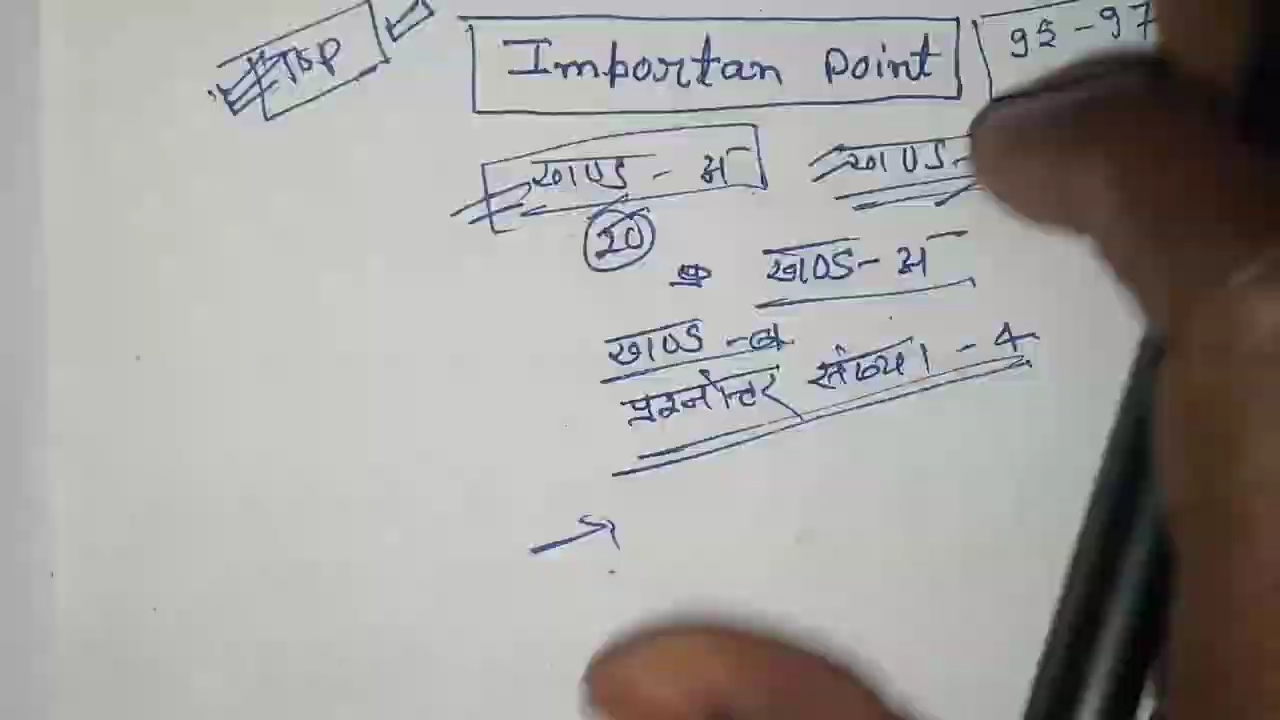 TOP
Importan point
95-97
खण्ड - अ
खण्ड-
20
खण्ड- अ
खण्ड -ब
प्रश्नोत्तर संख्या - 4